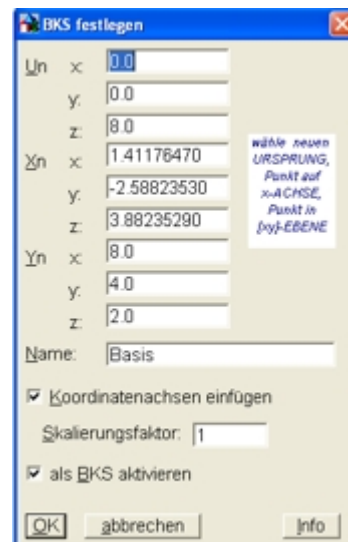 BKS festlegen
Un x: 0.0
y: 0.0
z: 8.0
Xn x: 1.41176470
y: -2.58823530
z: 3.88235290
Yn x: 8.0
y: 4.0
z: 2.0
wähle neuen
URSPRUNG,
Punkt auf
x-ACHSE,
Punkt in
[xy]-EBENE
Name: Basis
Koordinatenachsen einfügen
Skalierungsfaktor: 1
als BKS aktivieren
OK abbrechen Info